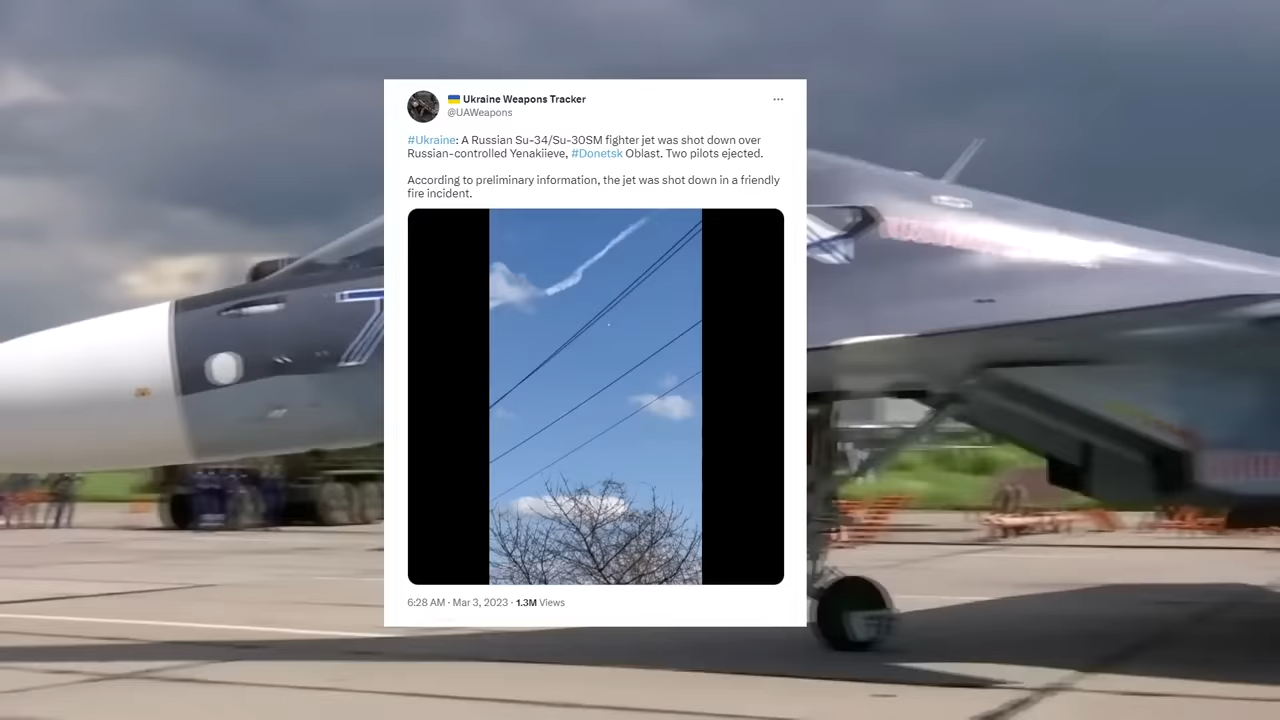 🇺🇦 Ukraine Weapons Tracker
@UAWeapons
#Ukraine: A Russian Su-34/Su-30SM fighter jet was shot down over
Russian-controlled Yenakiieve, #Donetsk Oblast. Two pilots ejected.
According to preliminary information, the jet was shot down in a friendly
fire incident.
6:28 AM · Mar 3, 2023 · 1.3M Views